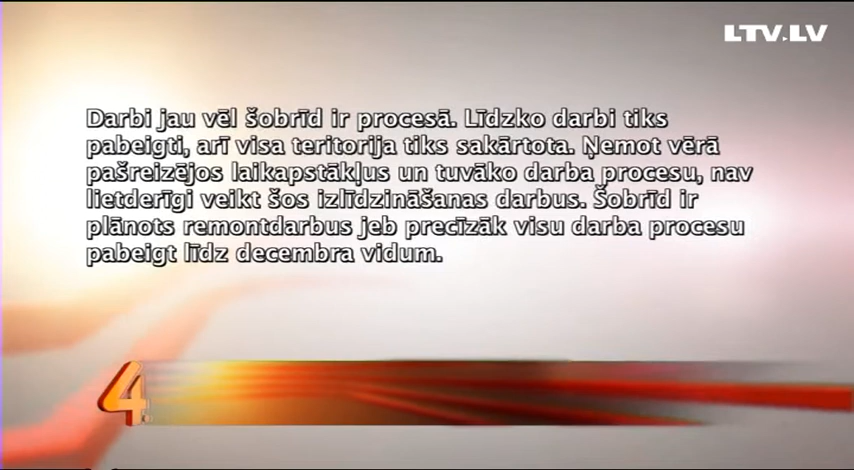 LTV.LV
Darbi jau vēl šobrīd ir procesā. Līdzko darbi tiks
pabeigti, arī visa teritorija tiks sakārtota. Ņemot vērā
pašreizējos laikapstākļus un tuvāko darba procesu, nav
lietderīgi veikt šos izlīdzināšanas darbus. Šobrīd ir
plānots remontdarbus jeb precīzāk visu darba procesu
pabeigt līdz decembra vidum.
4